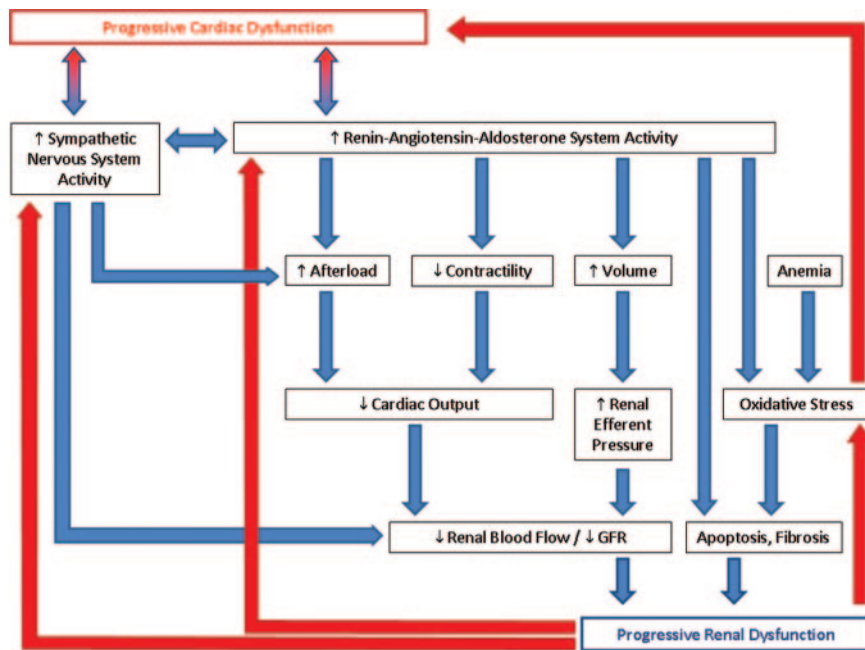 Progressive Cardiac Dysfunction
↑ Sympathetic
Nervous System
Activity
↑ Renin-Angiotensin-Aldosterone System Activity
↑ Afterload
↓ Contractility
↑ Volume
Anemia
↓ Cardiac Output
↑ Renal
Efferent
Pressure
Oxidative Stress
↓ Renal Blood Flow / ↓ GFR
Apoptosis, Fibrosis
Progressive Renal Dysfunction